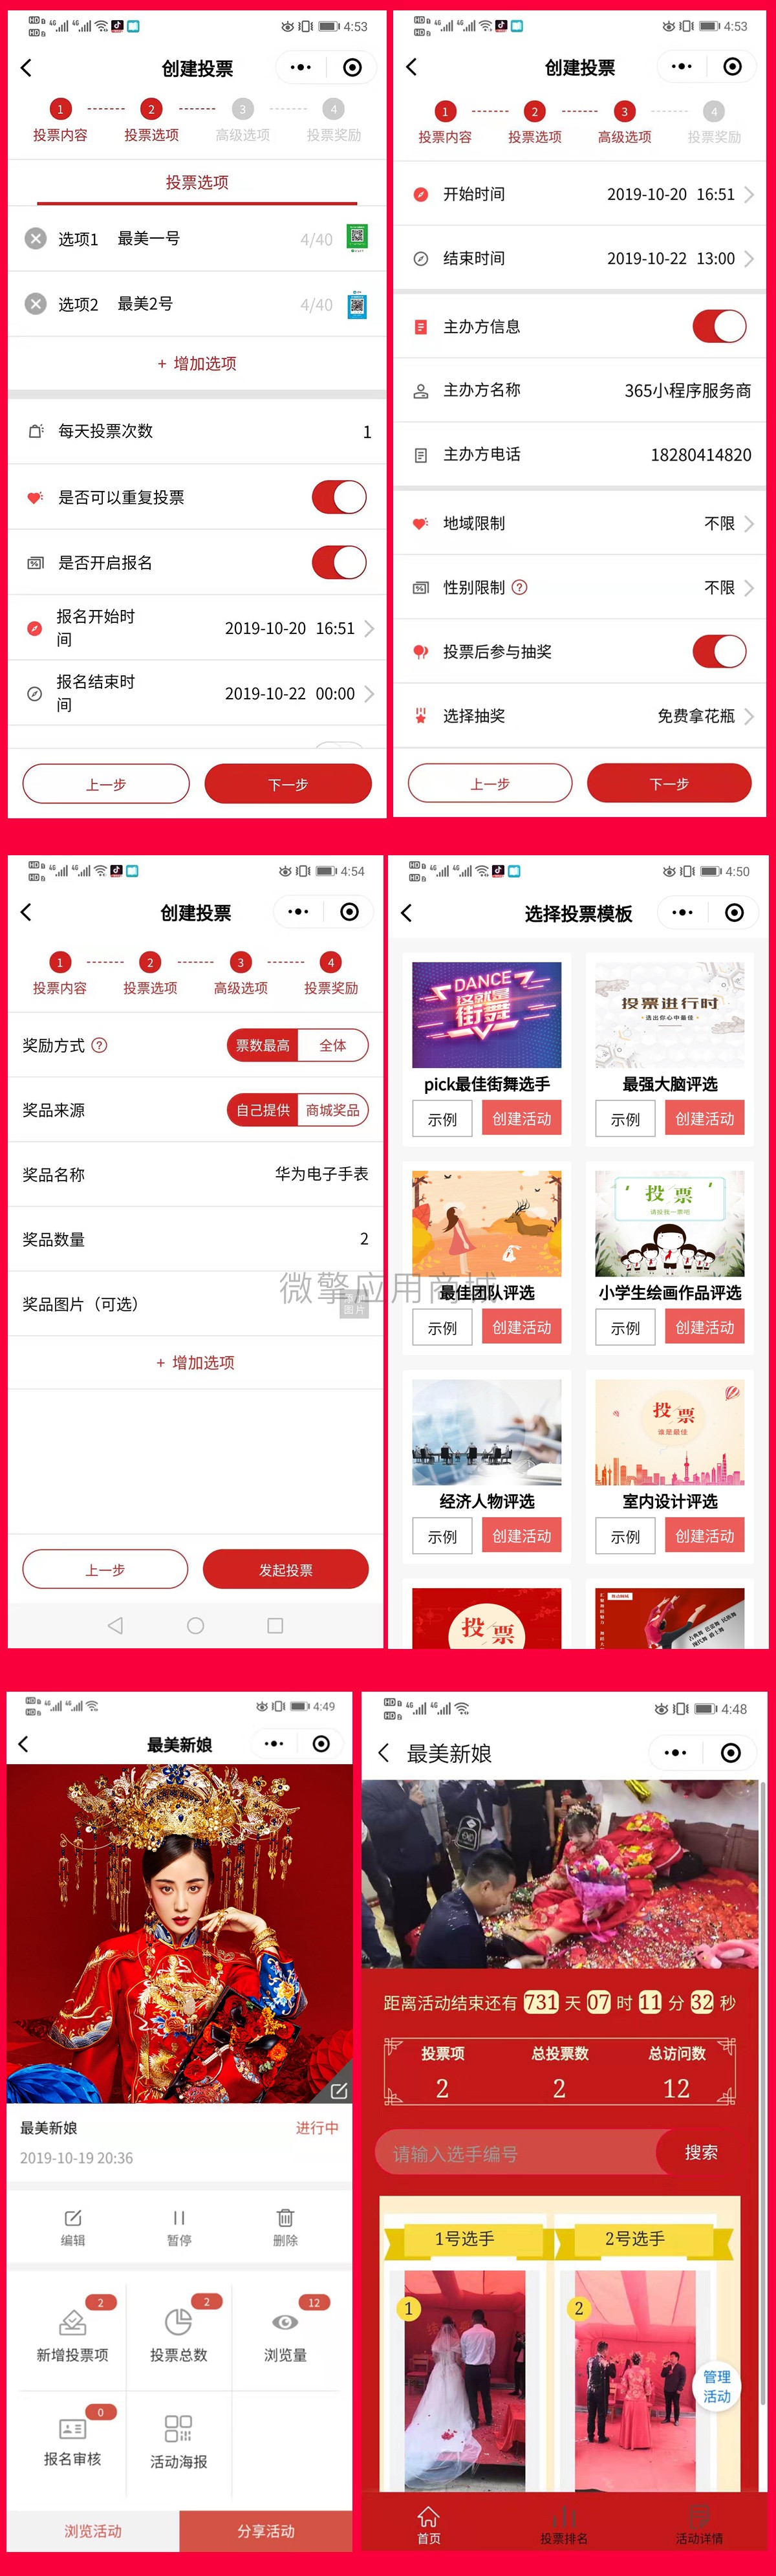 4:53
创建投票
1 2 3 4
投票内容 投票选项 高级选项 投票奖励
投票选项
选项1 最美一号 4/40
选项2 最美2号 4/40
+ 增加选项
每天投票次数 1
是否可以重复投票
是否开启报名
报名开始时
间
2019-10-20 16:51
报名结束时
间
2019-10-22 00:00
上一步 下一步
4:53
创建投票
1 2 3 4
投票内容 投票选项 高级选项 投票奖励
开始时间 2019-10-20 16:51
结束时间 2019-10-22 13:00
主办方信息
主办方名称 365小程序服务商
主办方电话 18280414820
地域限制 不限
性别限制 ? 不限
投票后参与抽奖
选择抽奖 免费拿花瓶
上一步 下一步
4:54
创建投票
1 2 3 4
投票内容 投票选项 高级选项 投票奖励
奖励方式 ? 票数最高 全体
奖品来源 自己提供 商城奖品
奖品名称 华为电子手表
奖品数量 2
奖品图片（可选）
图片
+ 增加选项
上一步 发起投票
微擎应用商城
4:50
选择投票模板
DANCE
这就是
街舞
pick最佳街舞选手
示例 创建活动
投票进行时
选出你心中最佳
最强大脑评选
示例 创建活动
最佳团队评选
示例 创建活动
投票
请给我一票吧
小学生绘画作品评选
示例 创建活动
经济人物评选
示例 创建活动
投票
谁是最佳
室内设计评选
示例 创建活动
投票
4:49
最美新娘
最美新娘 进行中
2019-10-19 20:36
编辑 暂停 删除
2 2 12
新增投票项 投票总数 浏览量
0
报名审核 活动海报
浏览活动 分享活动
4:48
最美新娘
距离活动结束还有 731 天 07 时 11 分 32 秒
投票项 总投票数 总访问数
2 2 12
请输入选手编号 搜索
1号选手 2号选手
1 2
管理
活动
首页 投票排名 活动详情